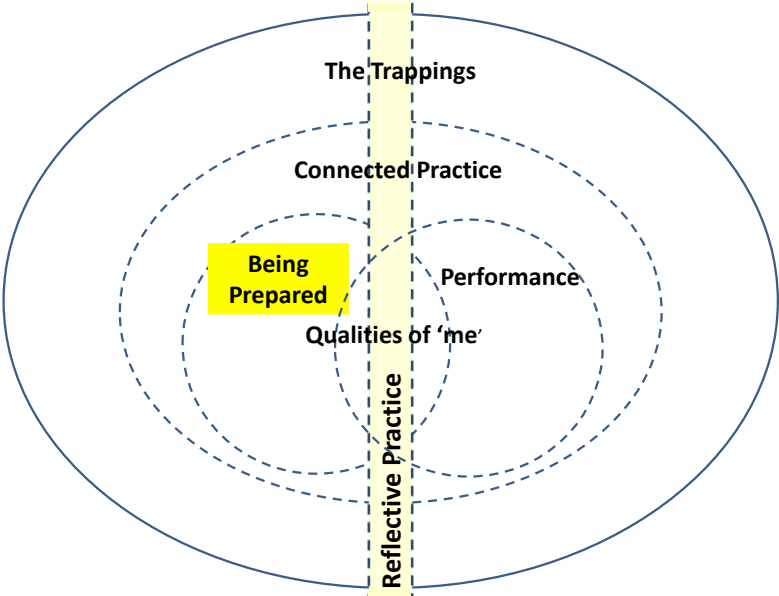 The Trappings
Connected Practice
Being
Prepared
Performance
Qualities of ‘me’
Reflective Practice